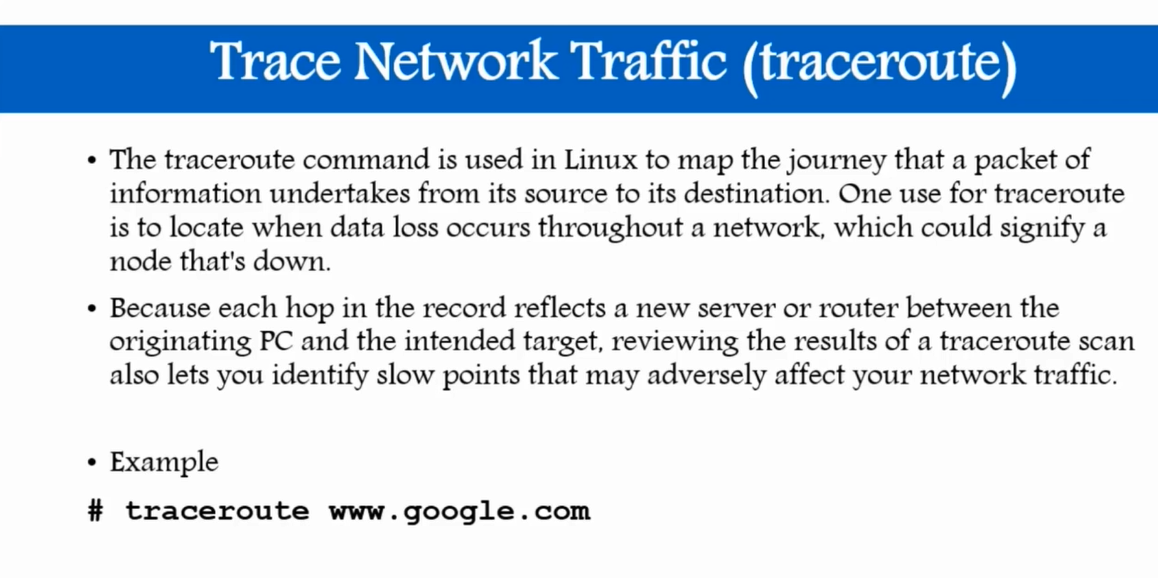 Trace Network Traffic (traceroute)
• The traceroute command is used in Linux to map the journey that a packet of
information undertakes from its source to its destination. One use for traceroute
is to locate when data loss occurs throughout a network, which could signify a
node that's down.
• Because each hop in the record reflects a new server or router between the
originating PC and the intended target, reviewing the results of a traceroute scan
also lets you identify slow points that may adversely affect your network traffic.
• Example
# traceroute www.google.com